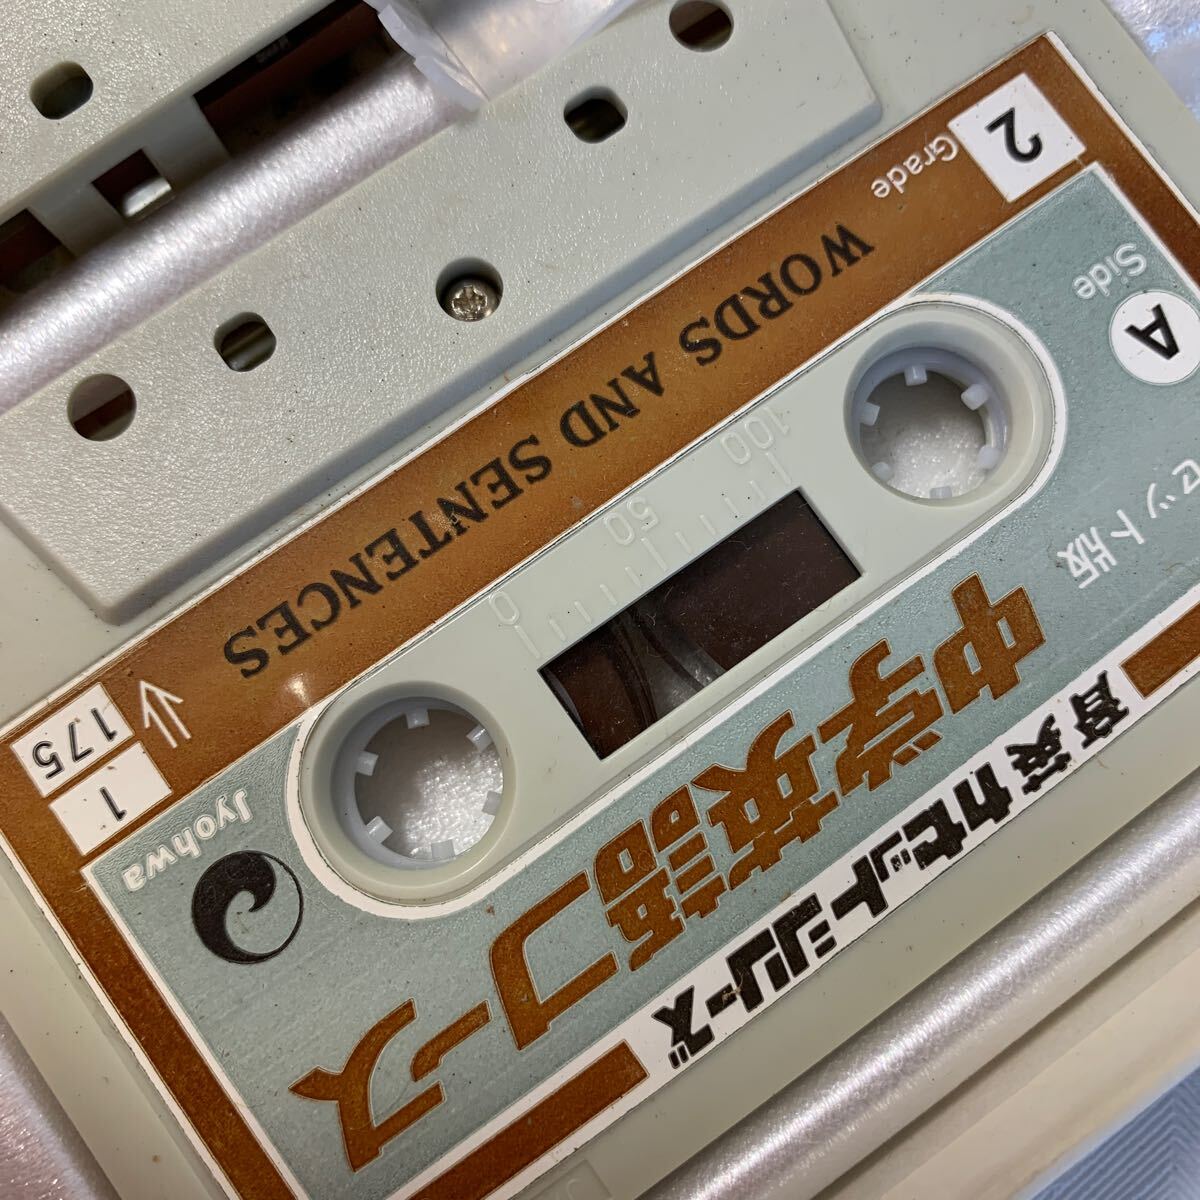 カセットシリーズ
中学英語コース
セット版
Jyohwa
Side A
0 50 100
1
175
WORDS AND SENTENCES
Grade 2